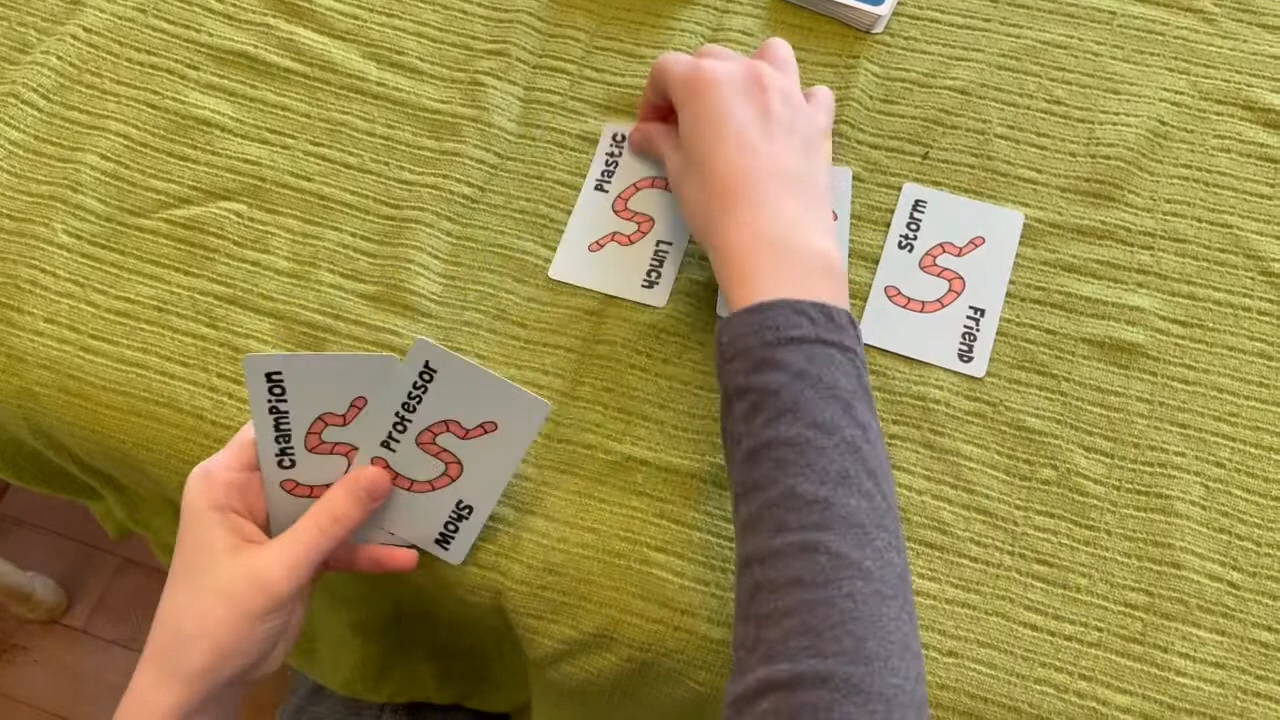 Plastic
Lunch
Storm
Friend
Champion
Professor
Show